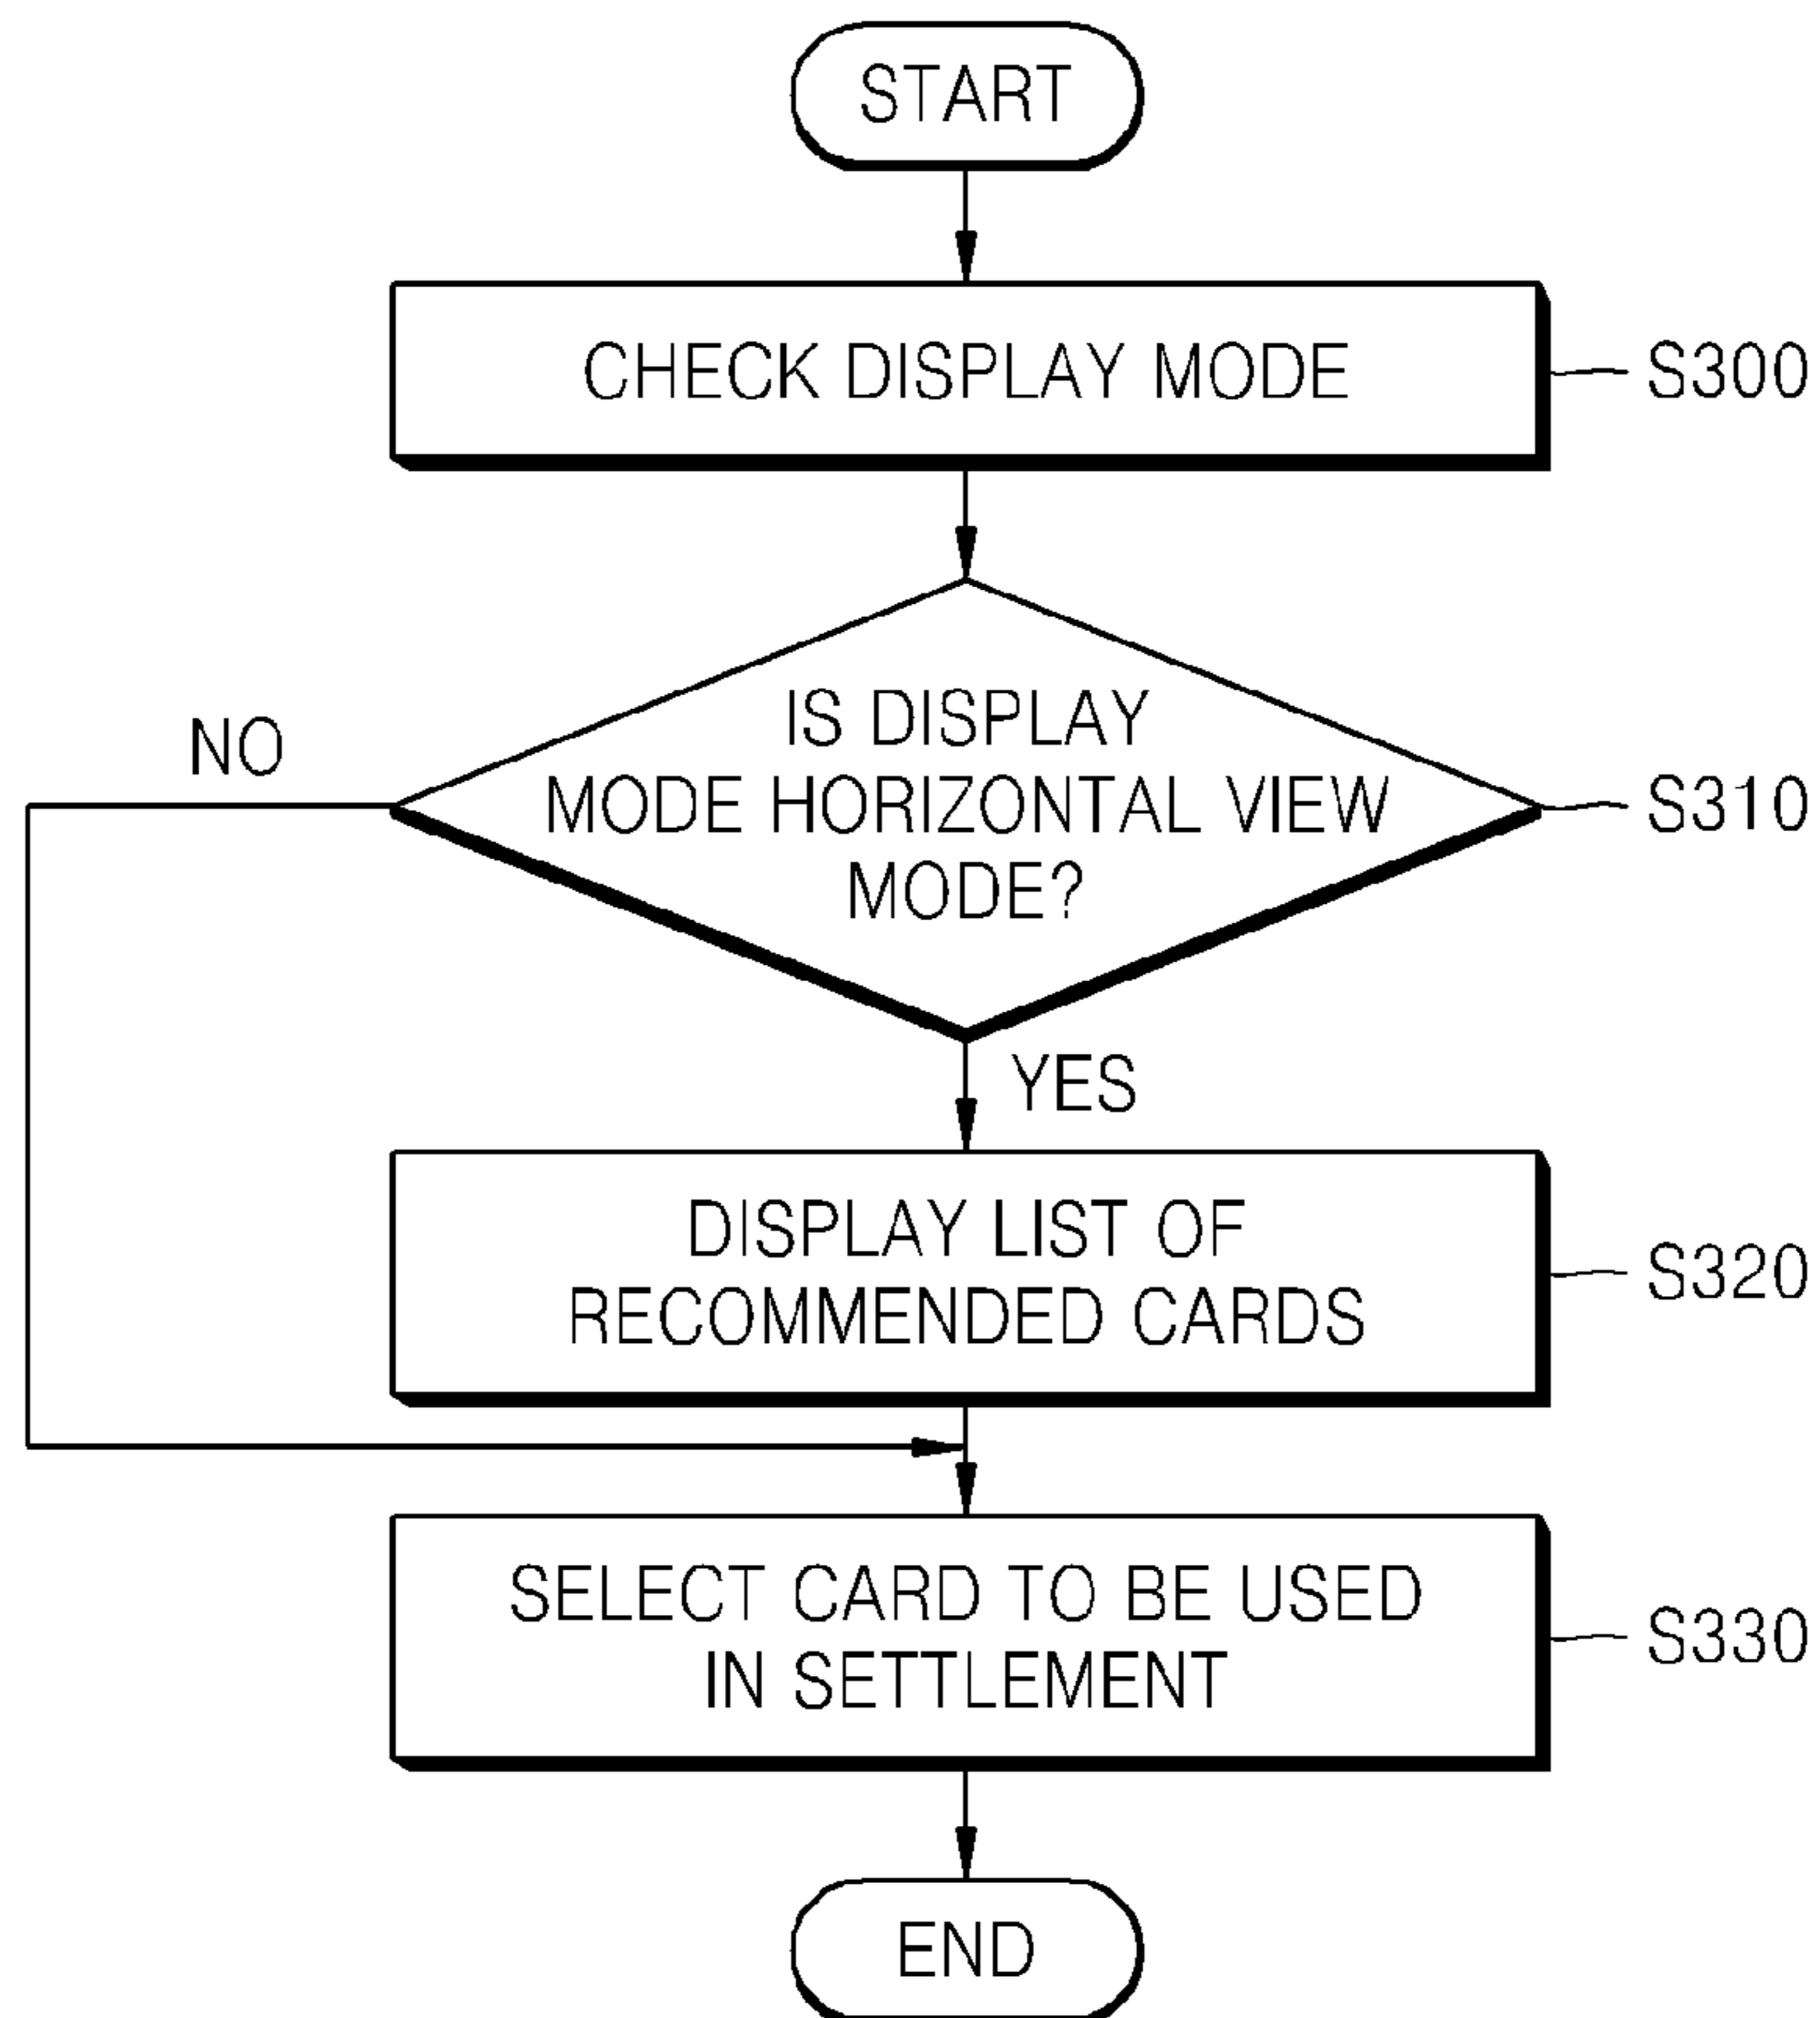 START
CHECK DISPLAY MODE
S300
IS DISPLAY
MODE HORIZONTAL VIEW
MODE?
S310
NO
YES
DISPLAY LIST OF
RECOMMENDED CARDS
S320
SELECT CARD TO BE USED
IN SETTLEMENT
S330
END